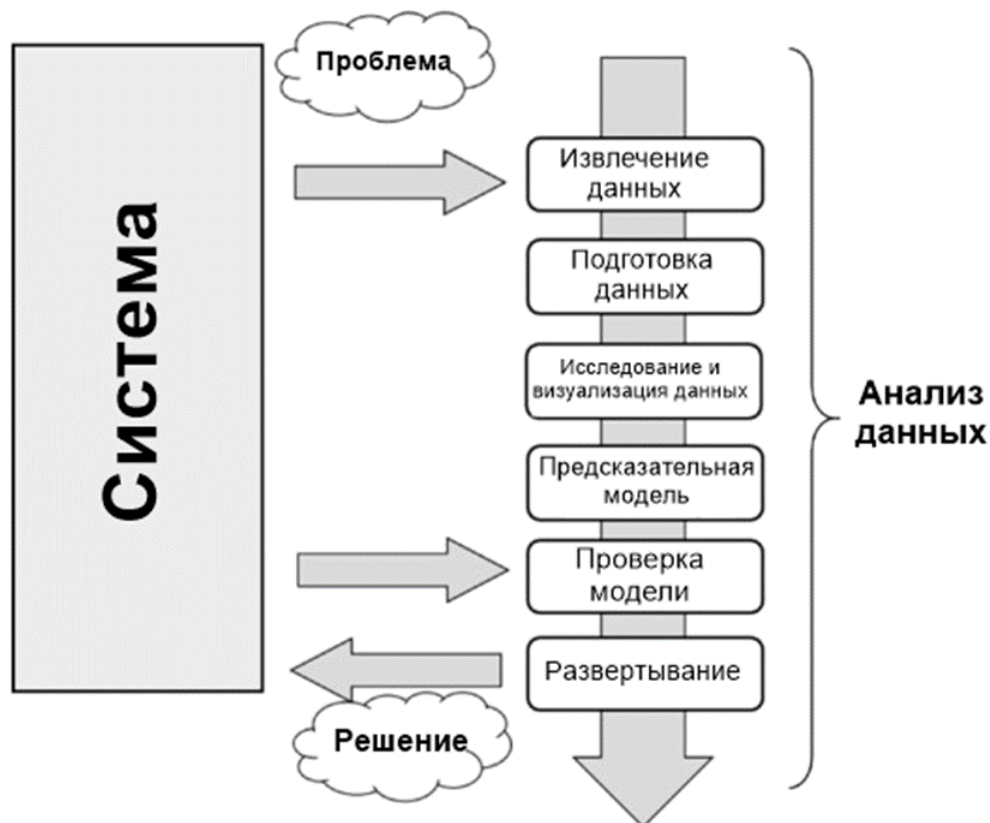 Система
Проблема
Извлечение
данных
Подготовка
данных
Исследование и
визуализация данных
Предсказательная
модель
Проверка
модели
Развертывание
Решение
Анализ
данных